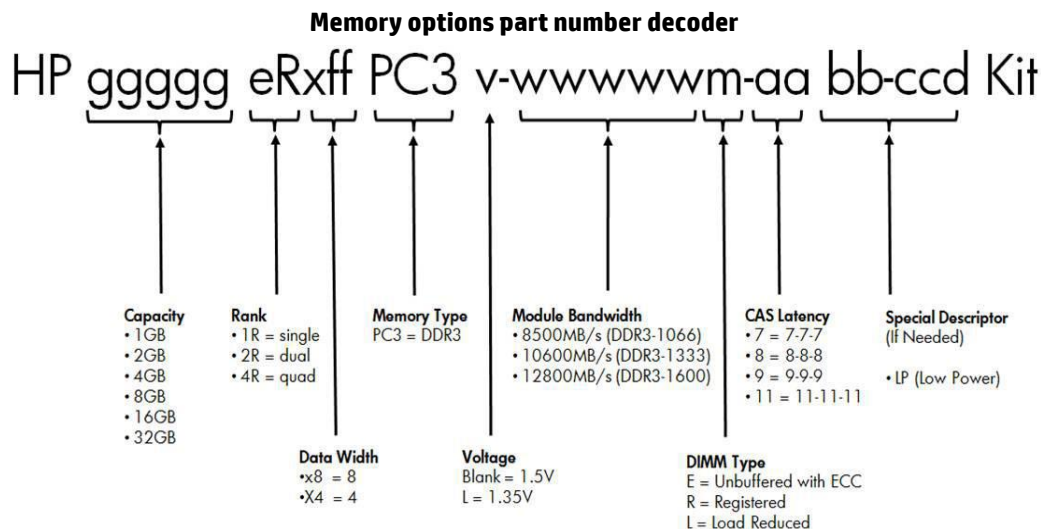 Memory options part number decoder
HP ggggg eRxff PC3 v-wwwwwm-aa bb-ccd Kit
Capacity
• 1GB
• 2GB
• 4GB
• 8GB
• 16GB
• 32GB
Rank
• 1R = single
• 2R = dual
• 4R = quad
Memory Type
PC3 = DDR3
Module Bandwidth
• 8500MB/s (DDR3-1066)
• 10600MB/s (DDR3-1333)
• 12800MB/s (DDR3-1600)
CAS Latency
• 7 = 7-7-7
• 8 = 8-8-8
• 9 = 9-9-9
• 11 = 11-11-11
Special Descriptor
(If Needed)
• LP (Low Power)
Data Width
•x8 = 8
•X4 = 4
Voltage
Blank = 1.5V
L = 1.35V
DIMM Type
E = Unbuffered with ECC
R = Registered
L = Load Reduced